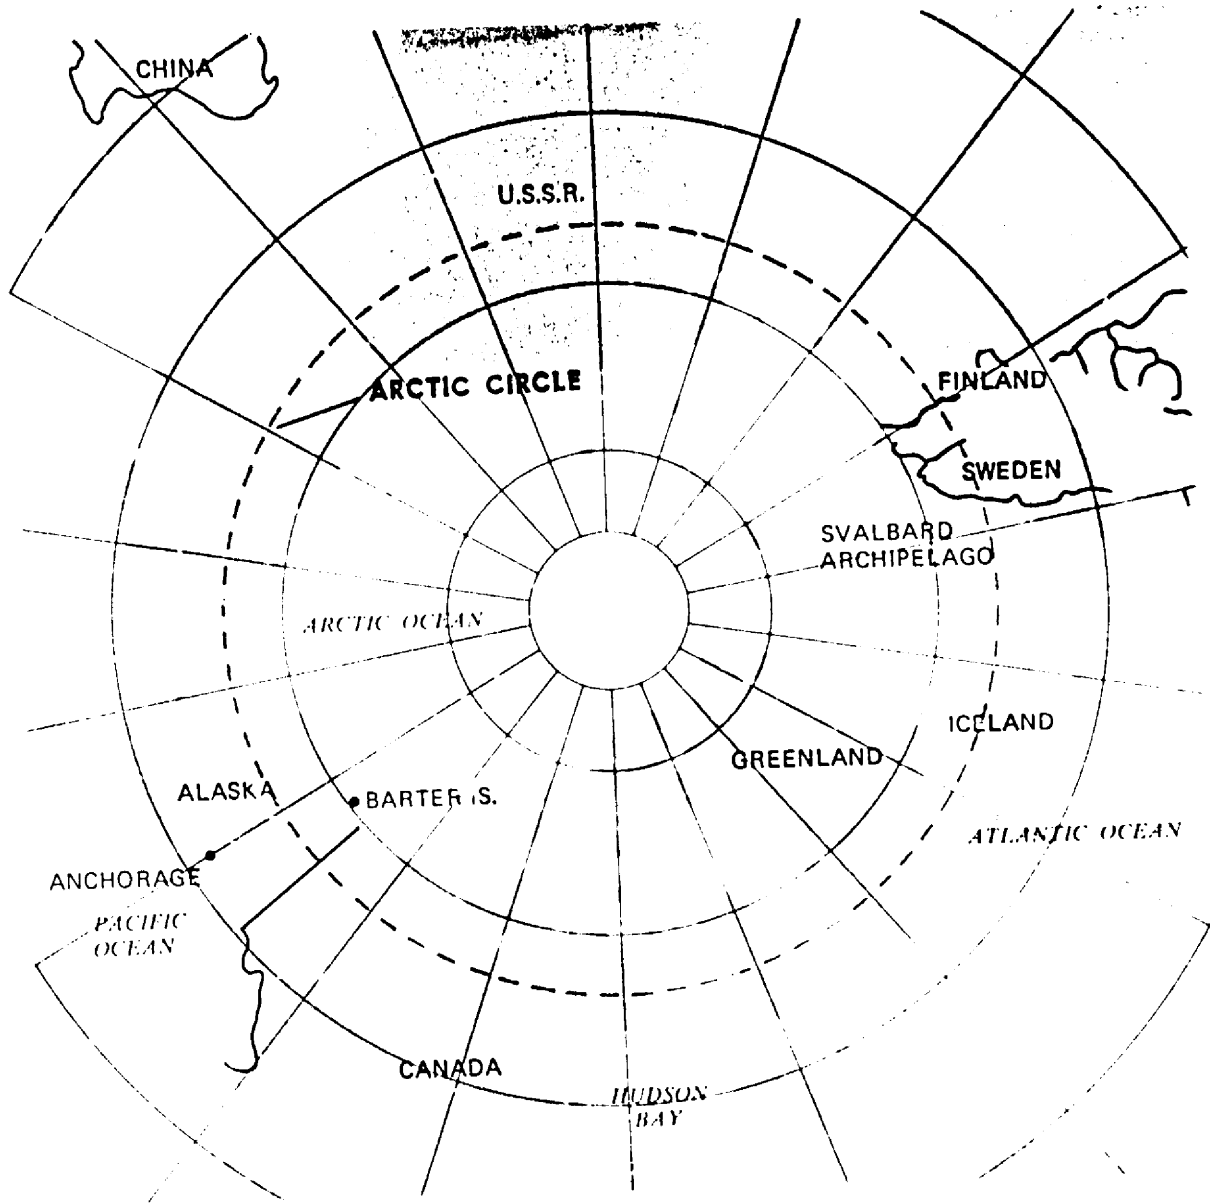 CHINA
U.S.S.R.
ARCTIC CIRCLE
FINLAND
SWEDEN
SVALBARD
ARCHIPELAGO
ARCTIC OCEAN
ICELAND
GREENLAND
ALASKA
BARTER IS.
ATLANTIC OCEAN
ANCHORAGE
PACIFIC
OCEAN
CANADA
HUDSON
BAY